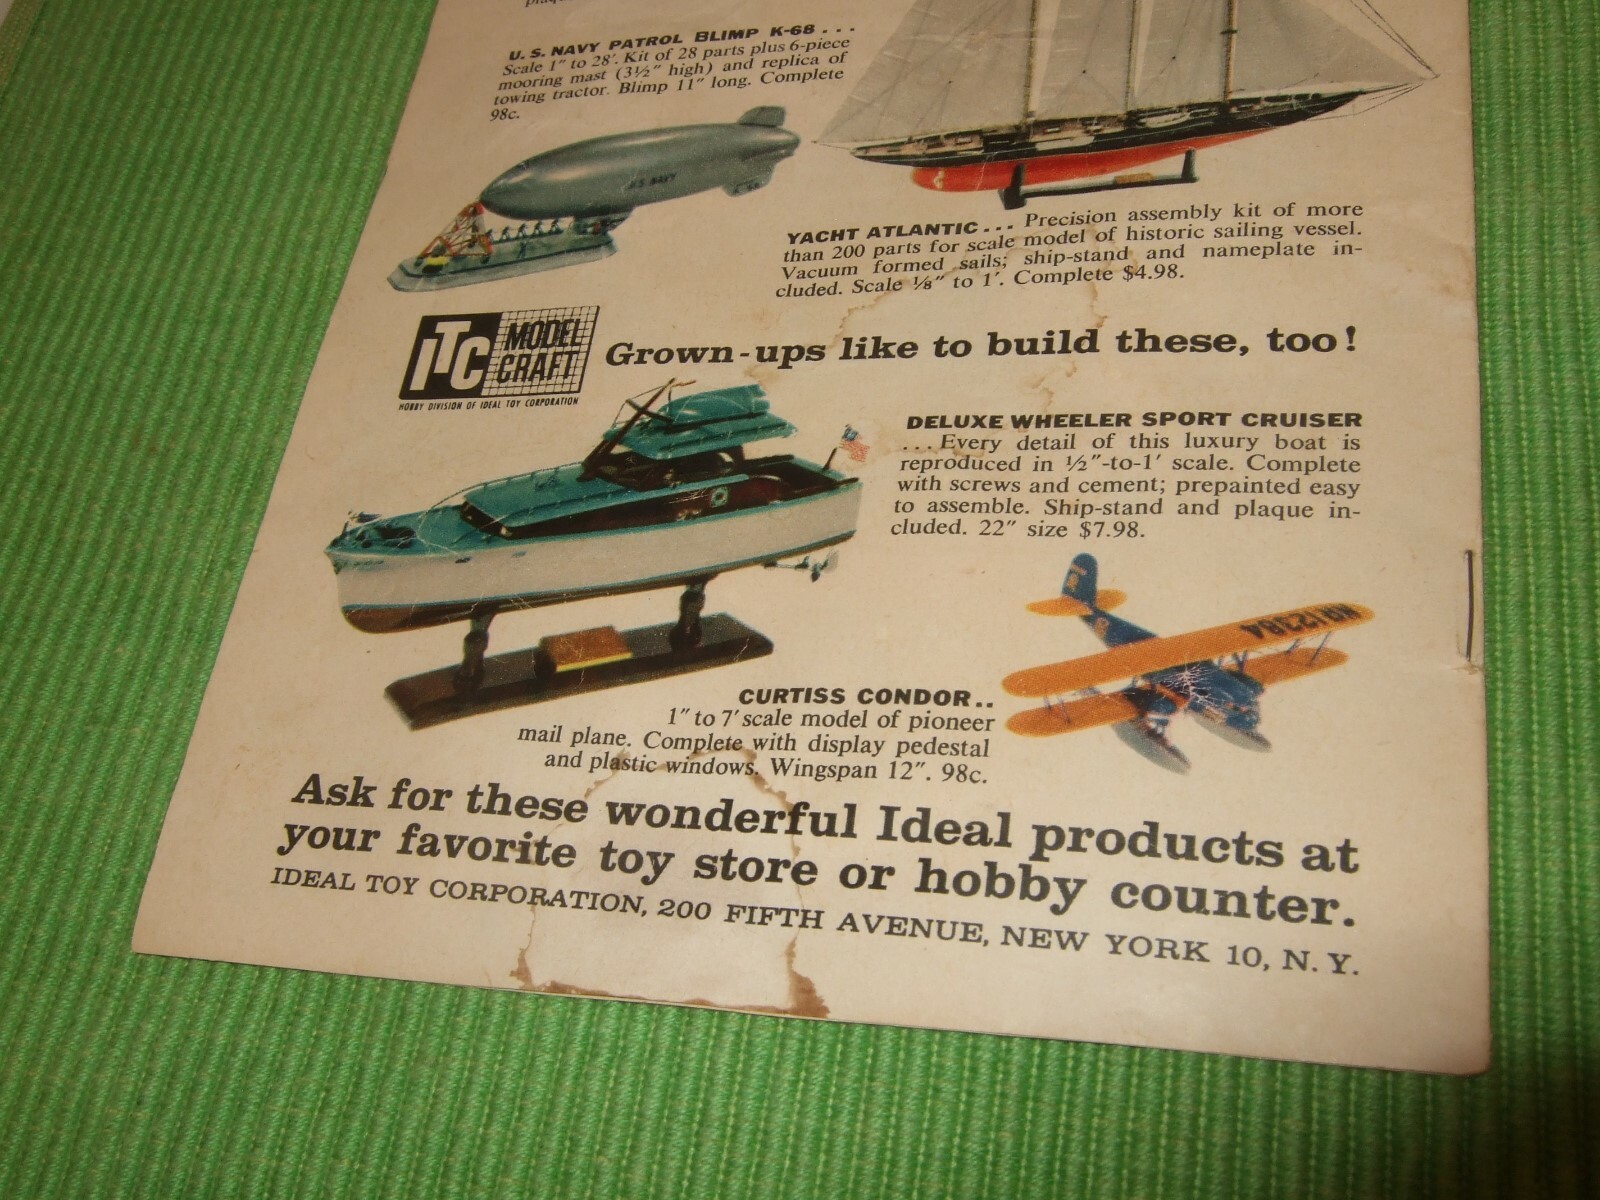 U. S. NAVY PATROL BLIMP K-68 . . .
Scale 1" to 28'. Kit of 28 parts plus 6-piece
mooring mast (3½" high) and replica of
towing tractor. Blimp 11" long. Complete
98c.
U.S. NAVY
YACHT ATLANTIC . . . Precision assembly kit of more
than 200 parts for scale model of historic sailing vessel.
Vacuum formed sails; ship-stand and nameplate in-
cluded. Scale ⅛" to 1'. Complete $4.98.
ITC
MODEL
CRAFT
HOBBY DIVISION OF IDEAL TOY CORPORATION
Grown-ups like to build these, too!
DELUXE WHEELER SPORT CRUISER
. . . Every detail of this luxury boat is
reproduced in ½"-to-1' scale. Complete
with screws and cement; prepainted easy
to assemble. Ship-stand and plaque in-
cluded. 22" size $7.98.
NR12384
CURTISS CONDOR . .
1" to 7' scale model of pioneer
mail plane. Complete with display pedestal
and plastic windows. Wingspan 12". 98c.
Ask for these wonderful Ideal products at
your favorite toy store or hobby counter.
IDEAL TOY CORPORATION, 200 FIFTH AVENUE, NEW YORK 10, N. Y.